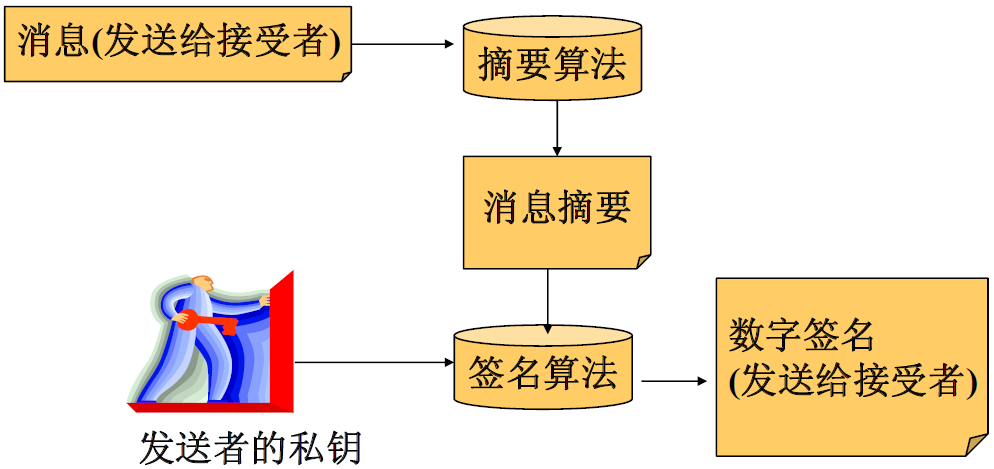 消息(发送给接受者)
摘要算法
消息摘要
签名算法
数字签名
(发送给接受者)
发送者的私钥